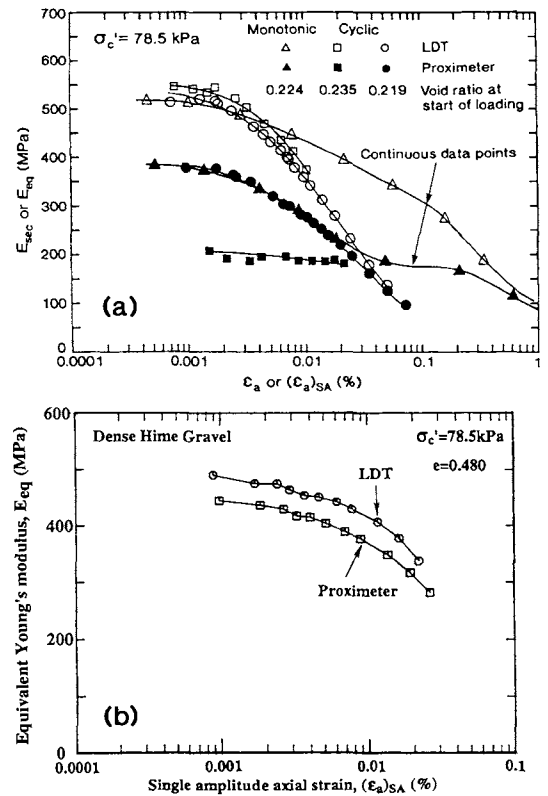 σc'= 78.5 kPa
Monotonic Cyclic
△ □ ○ LDT
▲ ■ ● Proximeter
0.224 0.235 0.219 Void ratio at start of loading
Continuous data points
Esec or Eeq (MPa)
700
600
500
400
300
200
100
0
(a)
0.0001 0.001 0.01 0.1 1
εa or (εa)SA (%)
Dense Hime Gravel
σc'=78.5kPa
e=0.480
LDT
Proximeter
Equivalent Young's modulus, Eeq (MPa)
600
400
200
0
(b)
0.0001 0.001 0.01 0.1
Single amplitude axial strain, (εa)SA (%)